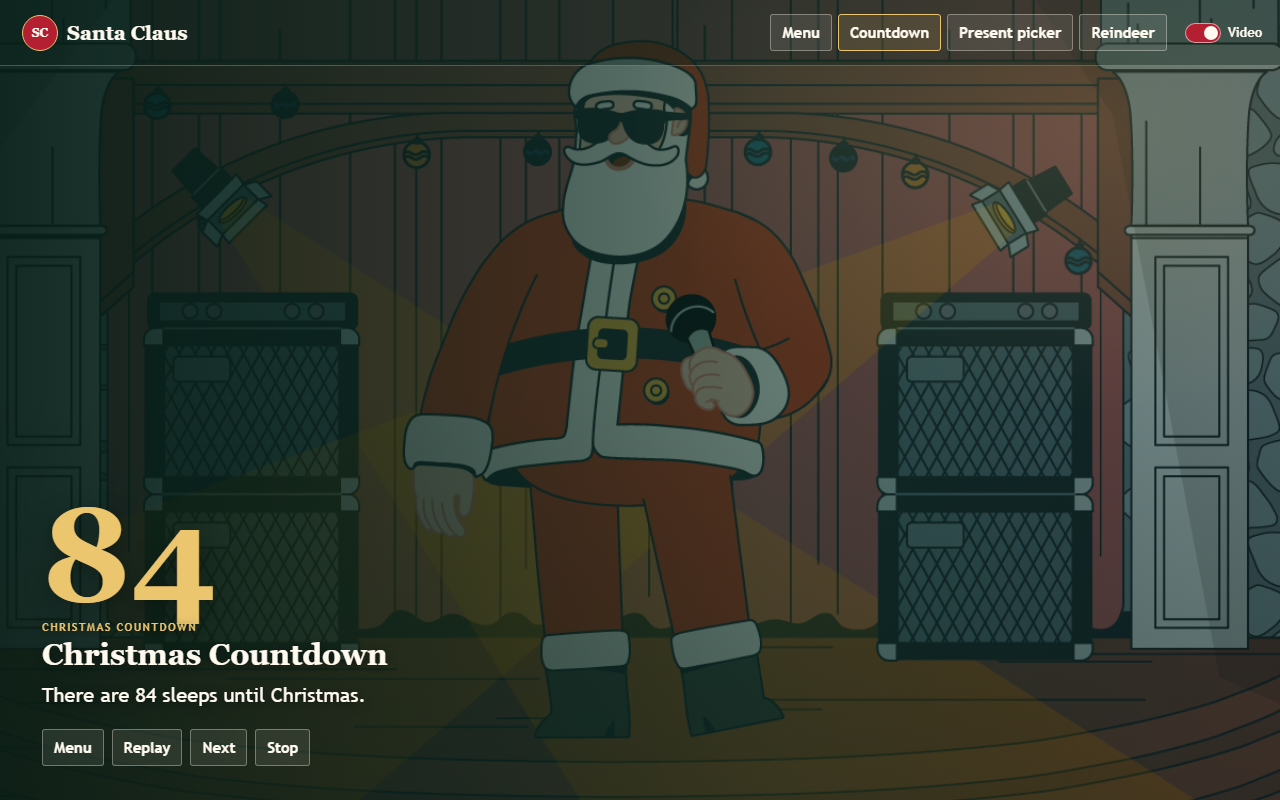 SC Santa Claus
Menu Countdown Present picker Reindeer Video
84
CHRISTMAS COUNTDOWN
Christmas Countdown
There are 84 sleeps until Christmas.
Menu Replay Next Stop